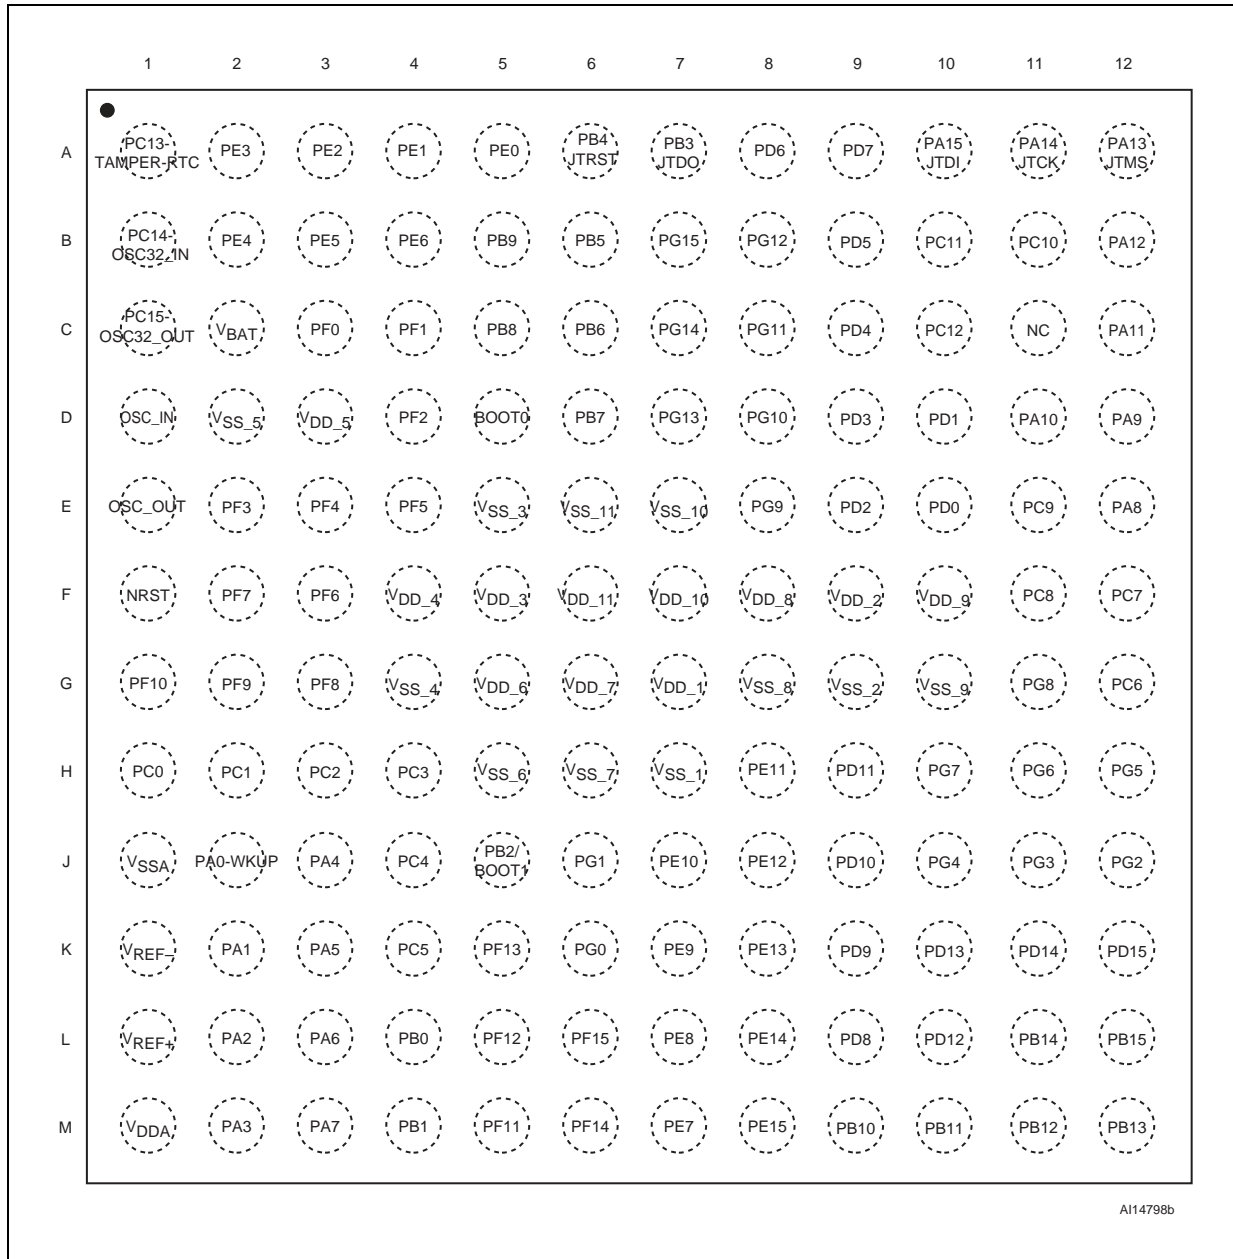 1 2 3 4 5 6 7 8 9 10 11 12
A PC13-TAMPER-RTC PE3 PE2 PE1 PE0 PB4 JTRST PB3 JTDO PD6 PD7 PA15 JTDI PA14 JTCK PA13 JTMS
B PC14-OSC32_IN PE4 PE5 PE6 PB9 PB5 PG15 PG12 PD5 PC11 PC10 PA12
C PC15-OSC32_OUT VBAT PF0 PF1 PB8 PB6 PG14 PG11 PD4 PC12 NC PA11
D OSC_IN VSS_5 VDD_5 PF2 BOOT0 PB7 PG13 PG10 PD3 PD1 PA10 PA9
E OSC_OUT PF3 PF4 PF5 VSS_3 VSS_11 VSS_10 PG9 PD2 PD0 PC9 PA8
F NRST PF7 PF6 VDD_4 VDD_3 VDD_11 VDD_10 VDD_8 VDD_2 VDD_9 PC8 PC7
G PF10 PF9 PF8 VSS_4 VDD_6 VDD_7 VDD_1 VSS_8 VSS_2 VSS_9 PG8 PC6
H PC0 PC1 PC2 PC3 VSS_6 VSS_7 VSS_1 PE11 PD11 PG7 PG6 PG5
J VSSA PA0-WKUP PA4 PC4 PB2/BOOT1 PG1 PE10 PE12 PD10 PG4 PG3 PG2
K VREF– PA1 PA5 PC5 PF13 PG0 PE9 PE13 PD9 PD13 PD14 PD15
L VREF+ PA2 PA6 PB0 PF12 PF15 PE8 PE14 PD8 PD12 PB14 PB15
M VDDA PA3 PA7 PB1 PF11 PF14 PE7 PE15 PB10 PB11 PB12 PB13
AI14798b